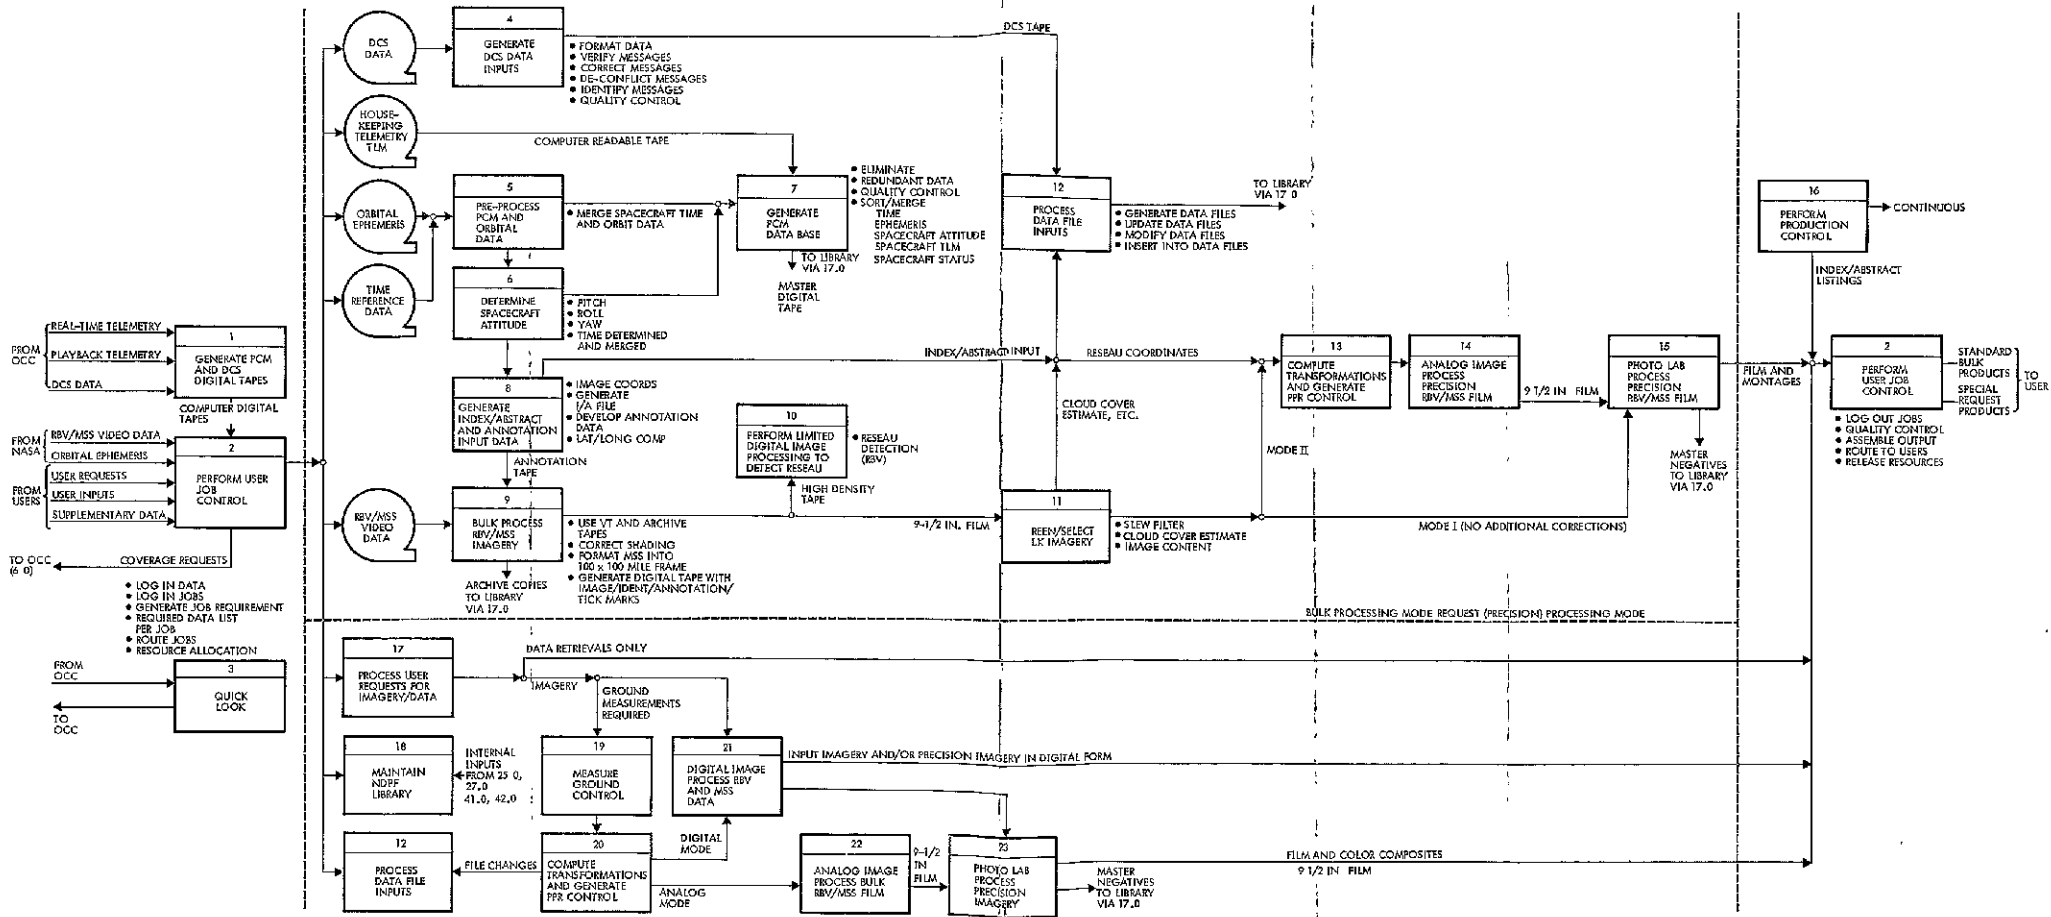 FROM
OCC
REAL-TIME TELEMETRY
PLAYBACK TELEMETRY
DCS DATA
1
GENERATE PCM
AND DCS
DIGITAL TAPES
COMPUTER DIGITAL
TAPES
FROM
NASA
RBV/MSS VIDEO DATA
ORBITAL EPHEMERIS
FROM
USERS
USER REQUESTS
USER INPUTS
SUPPLEMENTARY DATA
2
PERFORM USER
JOB
CONTROL
TO OCC
(6 0)
COVERAGE REQUESTS
• LOG IN DATA
• LOG IN JOBS
• GENERATE JOB REQUIREMENT
• REQUIRED DATA LIST
PER JOB
• ROUTE JOBS
• RESOURCE ALLOCATION
FROM
OCC
TO
OCC
3
QUICK
LOOK
DCS
DATA
4
GENERATE
DCS DATA
INPUTS
• FORMAT DATA
• VERIFY MESSAGES
• CORRECT MESSAGES
• DE-CONFLICT MESSAGES
• IDENTIFY MESSAGES
• QUALITY CONTROL
DCS TAPE
HOUSE-
KEEPING
TELEMETRY
TLM
COMPUTER READABLE TAPE
ORBITAL
EPHEMERIS
5
PRE-PROCESS
PCM AND
ORBITAL
DATA
• MERGE SPACECRAFT TIME
AND ORBIT DATA
7
GENERATE
PCM
DATA BASE
• ELIMINATE
• REDUNDANT DATA
• QUALITY CONTROL
• SORT/MERGE
TIME
EPHEMERIS
SPACECRAFT ATTITUDE
SPACECRAFT TLM
SPACECRAFT STATUS
TO LIBRARY
VIA 17.0
MASTER
DIGITAL
TAPE
TIME
REFERENCE
DATA
6
DETERMINE
SPACECRAFT
ATTITUDE
• PITCH
• ROLL
• YAW
• TIME DETERMINED
AND MERGED
8
GENERATE
INDEX/ABSTRACT
AND ANNOTATION
INPUT DATA
• IMAGE COORDS
• GENERATE
I/A FILE
• DEVELOP ANNOTATION
DATA
• LAT/LONG COMP
ANNOTATION
TAPE
INDEX/ABSTRACT INPUT
RBV/MSS
VIDEO
DATA
9
BULK PROCESS
RBV/MSS
IMAGERY
• USE VT AND ARCHIVE
TAPES
• CORRECT SHADING
• FORMAT MSS INTO
100 x 100 MILE FRAME
• GENERATE DIGITAL TAPE WITH
IMAGE/IDENT/ANNOTATION/
TICK MARKS
ARCHIVE COPIES
TO LIBRARY
VIA 17.0
10
PERFORM LIMITED
DIGITAL IMAGE
PROCESSING TO
DETECT RESEAU
• RESEAU
DETECTION
(RBV)
HIGH DENSITY
TAPE
9-1/2 IN. FILM
11
REEN/SELECT
LK IMAGERY
• SLEW FILTER
• CLOUD COVER ESTIMATE
• IMAGE CONTENT
CLOUD COVER
ESTIMATE, ETC.
12
PROCESS
DATA FILE
INPUTS
• GENERATE DATA FILES
• UPDATE DATA FILES
• MODIFY DATA FILES
• INSERT INTO DATA FILES
TO LIBRARY
VIA 17 0
RESEAU COORDINATES
MODE II
13
COMPUTE
TRANSFORMATIONS
AND GENERATE
PPR CONTROL
14
ANALOG IMAGE
PROCESS
PRECISION
RBV/MSS FILM
9 1/2 IN FILM
15
PHOTO LAB
PROCESS
PRECISION
RBV/MSS FILM
MASTER
NEGATIVES
TO LIBRARY
VIA 17.0
MODE I (NO ADDITIONAL CORRECTIONS)
FILM AND
MONTAGES
16
PERFORM
PRODUCTION
CONTROL
CONTINUOUS
INDEX/ABSTRACT
LISTINGS
2
PERFORM
USER JOB
CONTROL
STANDARD
BULK
PRODUCTS
SPECIAL
REQUEST
PRODUCTS
TO
USER
• LOG OUT JOBS
• QUALITY CONTROL
• ASSEMBLE OUTPUT
• ROUTE TO USERS
• RELEASE RESOURCES
BULK PROCESSING MODE REQUEST (PRECISION) PROCESSING MODE
17
PROCESS USER
REQUESTS FOR
IMAGERY/DATA
DATA RETRIEVALS ONLY
IMAGERY
GROUND
MEASUREMENTS
REQUIRED
18
MAINTAIN
NDPF
LIBRARY
INTERNAL
INPUTS
FROM 25 0,
27.0
41.0, 42.0
19
MEASURE
GROUND
CONTROL
21
DIGITAL IMAGE
PROCESS RBV
AND MSS
DATA
INPUT IMAGERY AND/OR PRECISION IMAGERY IN DIGITAL FORM
12
PROCESS
DATA FILE
INPUTS
FILE CHANGES
20
COMPUTE
TRANSFORMATIONS
AND GENERATE
PPR CONTROL
DIGITAL
MODE
ANALOG
MODE
22
ANALOG IMAGE
PROCESS BULK
RBV/MSS FILM
9-1/2
IN
FILM
23
PHOTO LAB
PROCESS
PRECISION
IMAGERY
MASTER
NEGATIVES
TO LIBRARY
VIA 17.0
FILM AND COLOR COMPOSITES
9 1/2 IN FILM